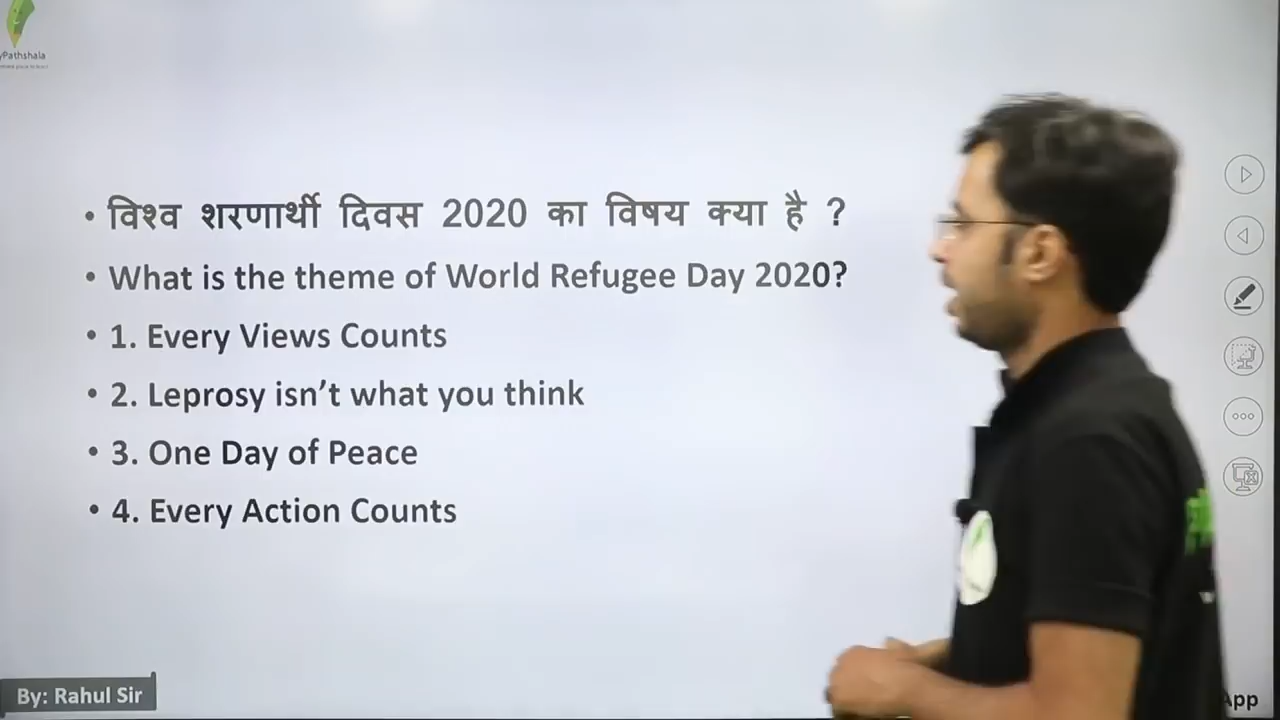 yPathshala
• विश्व शरणार्थी दिवस 2020 का विषय क्या है ?
• What is the theme of World Refugee Day 2020?
• 1. Every Views Counts
• 2. Leprosy isn’t what you think
• 3. One Day of Peace
• 4. Every Action Counts
By: Rahul Sir
App